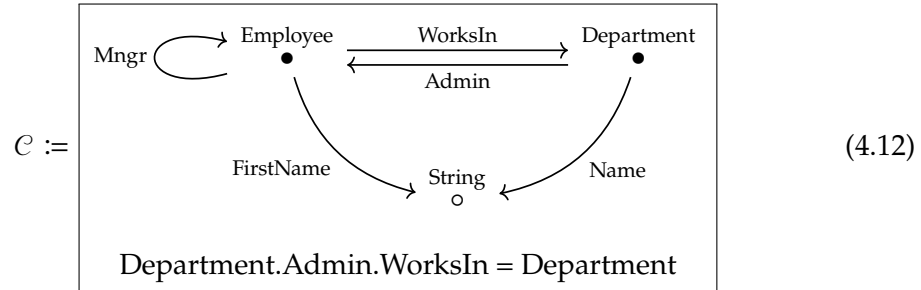 Employee
WorksIn
Department
Mngr
Admin
𝒞 :=
(4.12)
FirstName
String
Name
Department.Admin.WorksIn = Department